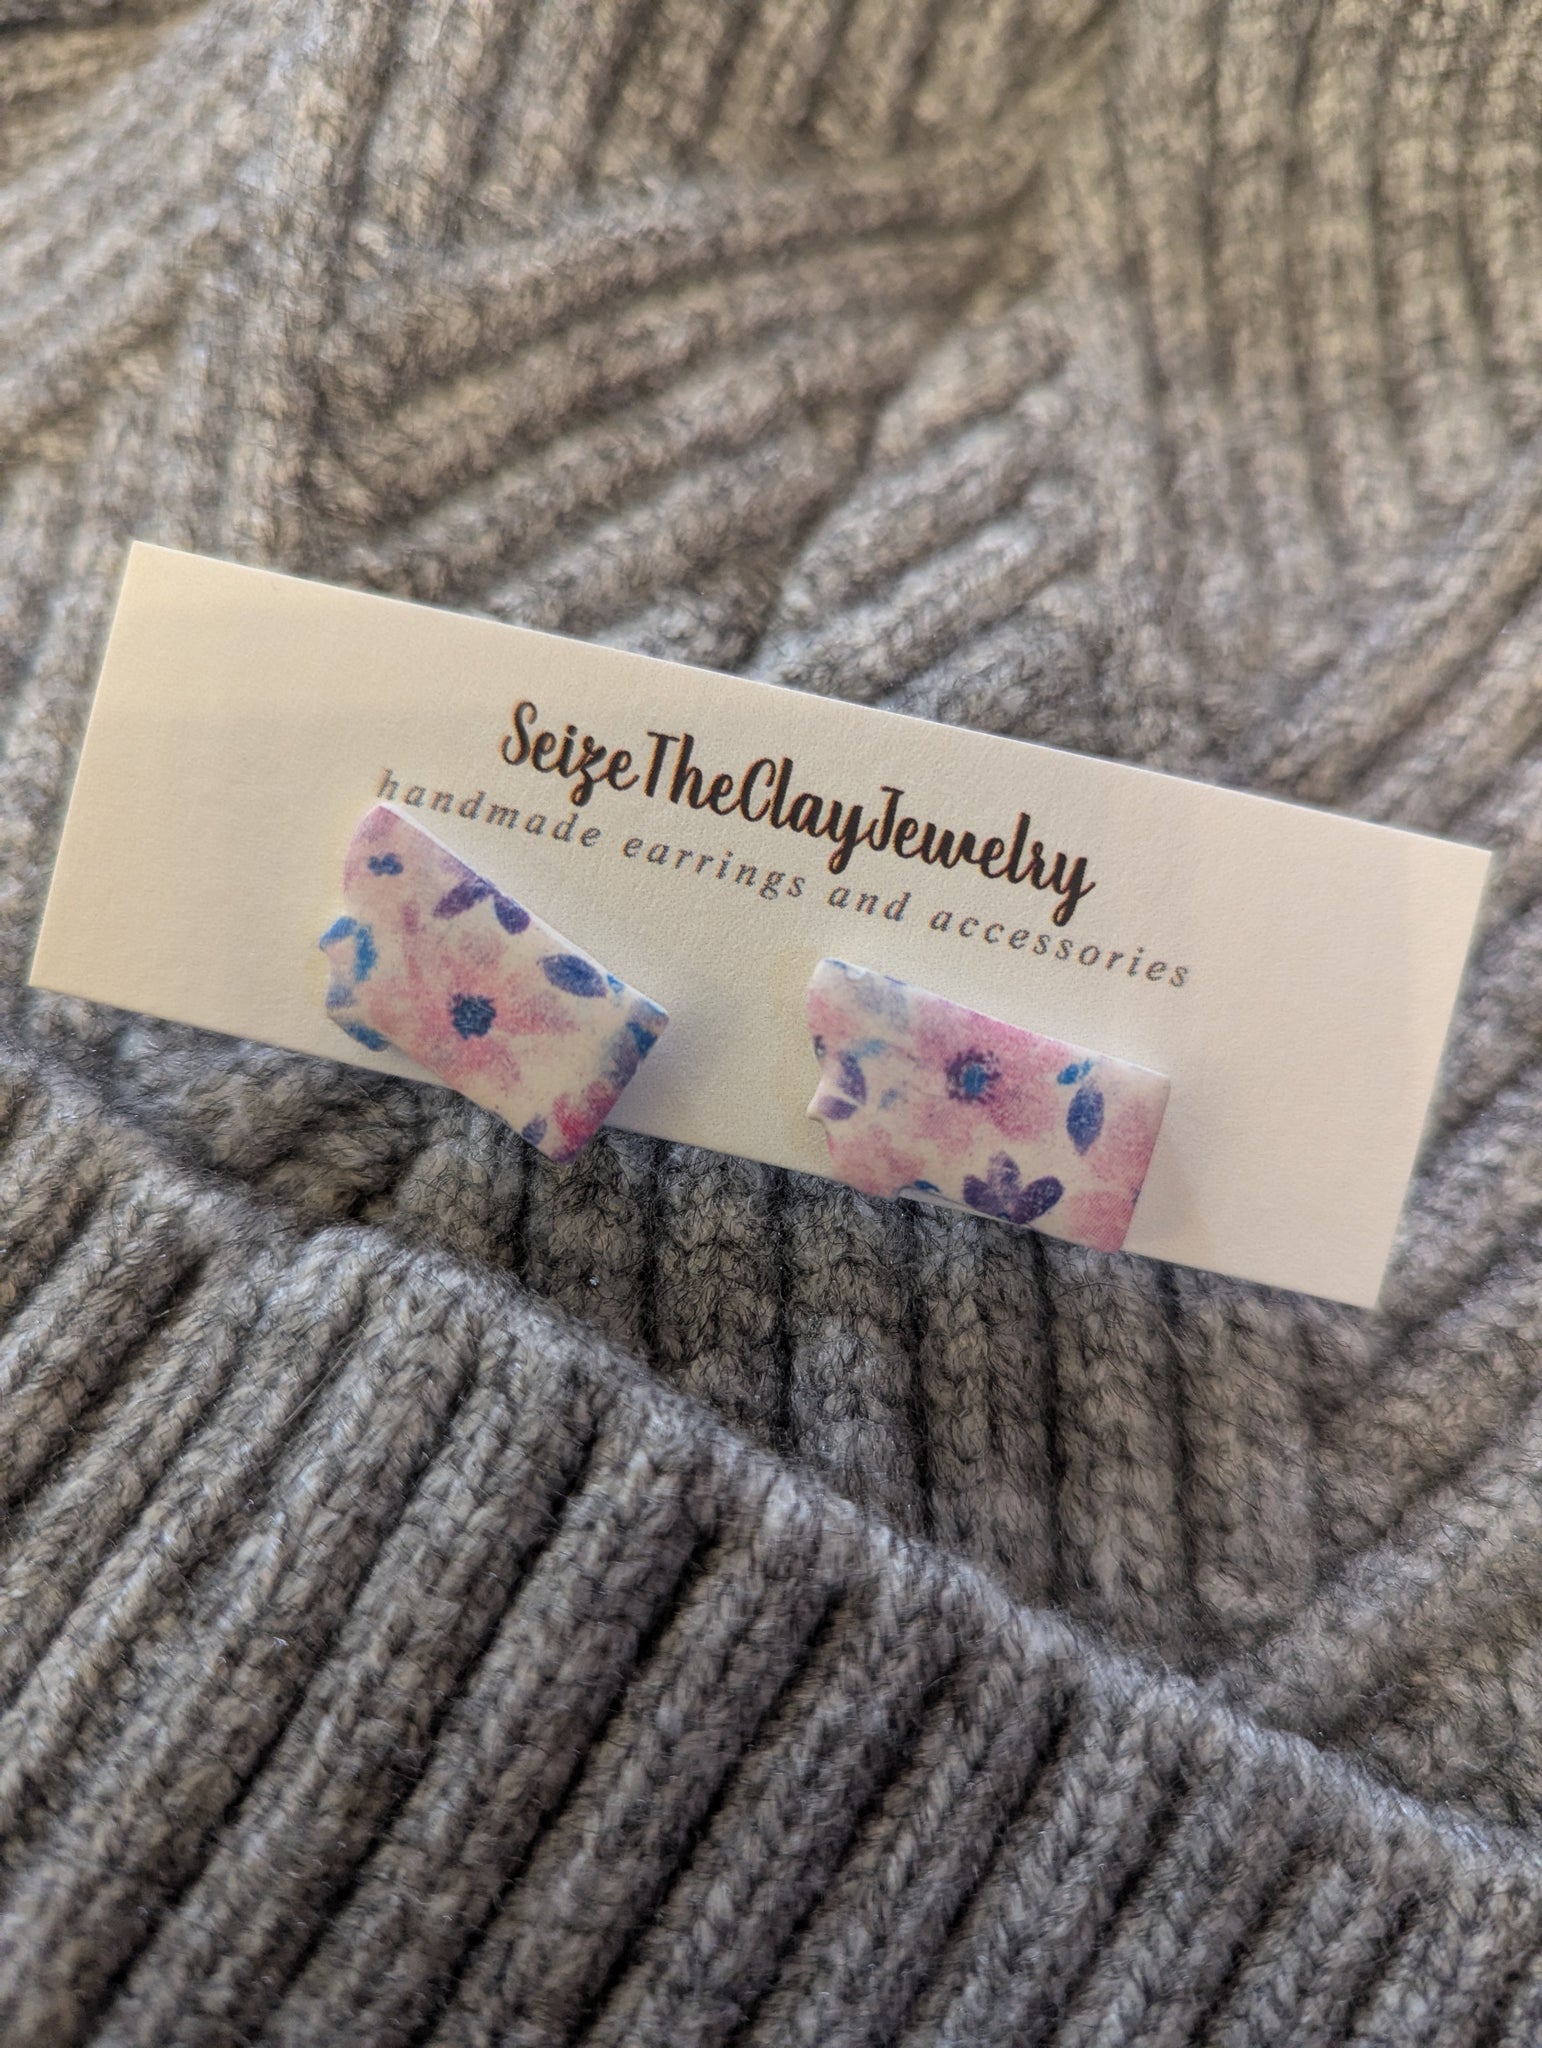 SeizeTheClayJewelry
handmade earrings and accessories